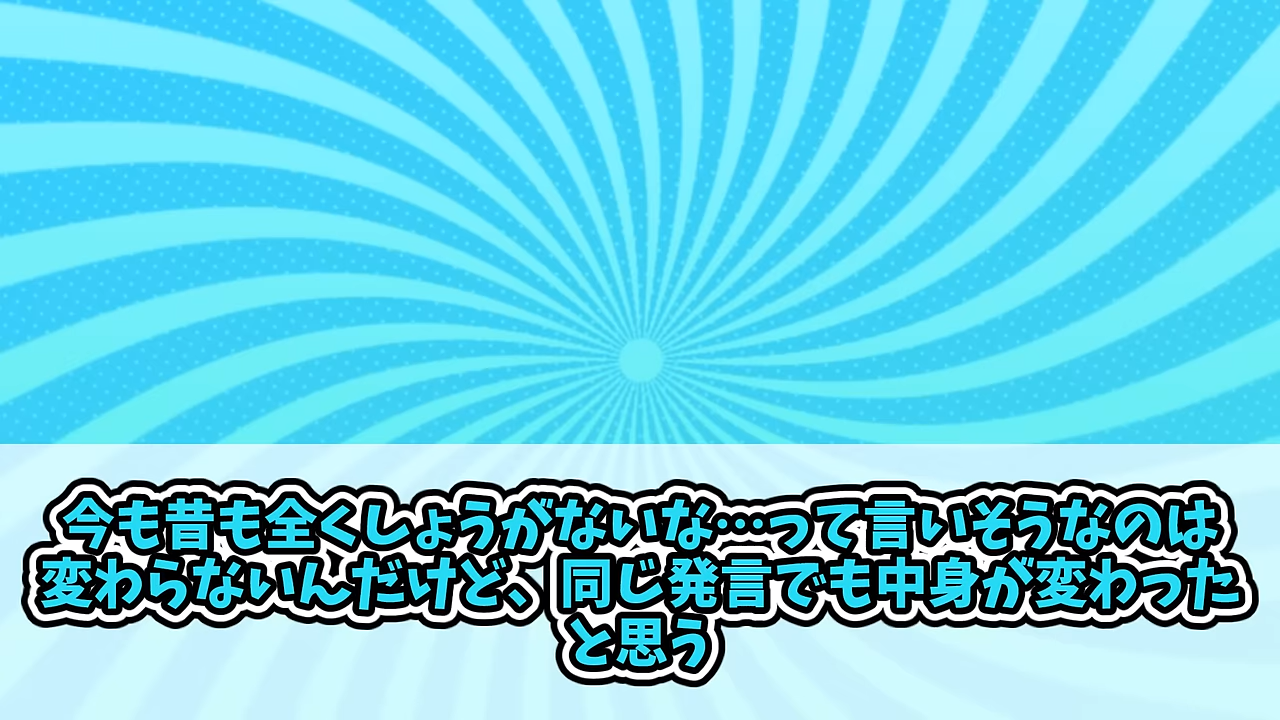 今も昔も全くしょうがないな…って言いそうなのは
変わらないんだけど、同じ発言でも中身が変わった
と思う